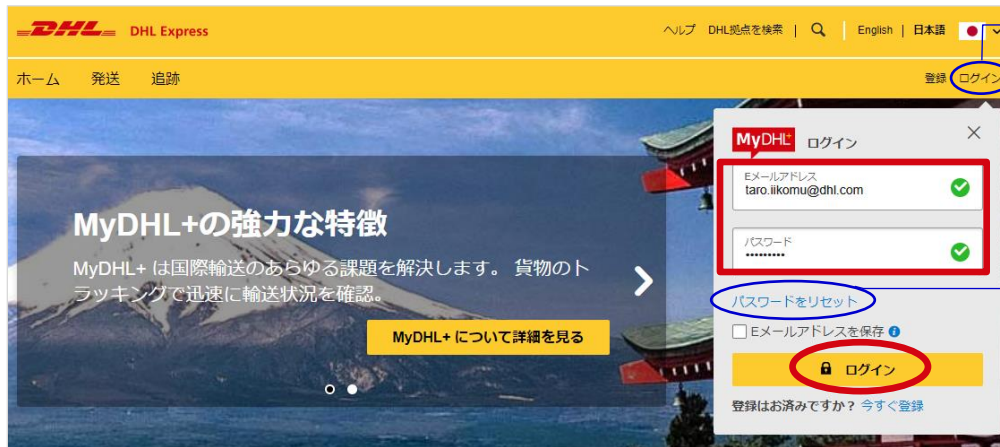 DHL DHL Express
ヘルプ DHL拠点を検索 | English | 日本語
ホーム 発送 追跡
登録 ログイン
MyDHL+ ログイン
Eメールアドレス
taro.iikomu@dhl.com
パスワード
•••••••••
パスワードをリセット
Eメールアドレスを保存
ログイン
登録はお済みですか? 今すぐ登録
MyDHL+の強力な特徴
MyDHL+ は国際輸送のあらゆる課題を解決します。 貨物のト
ラッキングで迅速に輸送状況を確認。
MyDHL+ について詳細を見る